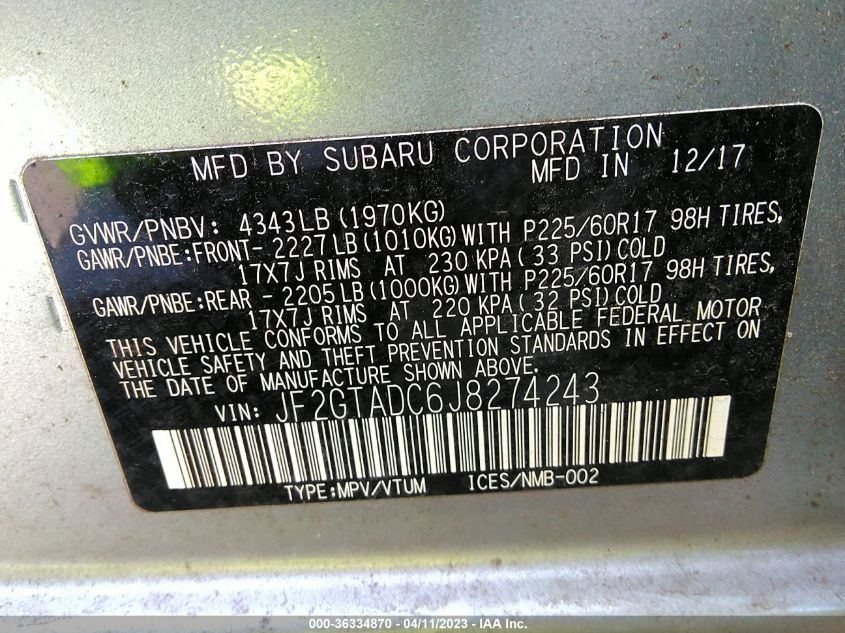 MFD BY SUBARU CORPORATION
MFD IN 12/17
GVWR/PNBV: 4343LB (1970KG)
GAWR/PNBE:FRONT- 2227LB(1010KG)WITH P225/60R17 98H TIRES,
17X7J RIMS AT 230 KPA( 33 PSI)COLD
GAWR/PNBE:REAR - 2205LB(1000KG)WITH P225/60R17 98H TIRES,
17X7J RIMS AT 220 KPA( 32 PSI)COLD
THIS VEHICLE CONFORMS TO ALL APPLICABLE FEDERAL MOTOR
VEHICLE SAFETY AND THEFT PREVENTION STANDARDS IN EFFECT ON
THE DATE OF MANUFACTURE SHOWN ABOVE.
VIN: JF2GTADC6J8274243
TYPE:MPV/VTUM ICES/NMB-002
000-36334870 - 04/11/2023 - IAA Inc.